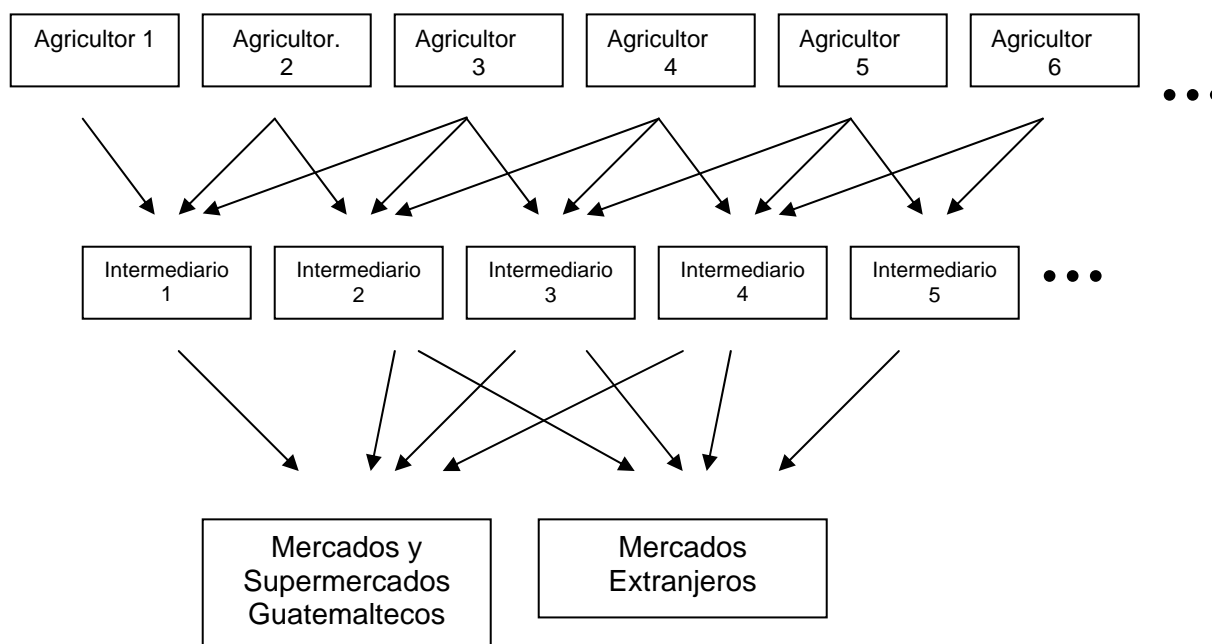 Agricultor 1
Agricultor.
2
Agricultor
3
Agricultor
4
Agricultor
5
Agricultor
6
Intermediario
1
Intermediario
2
Intermediario
3
Intermediario
4
Intermediario
5
Mercados y
Supermercados
Guatemaltecos
Mercados
Extranjeros